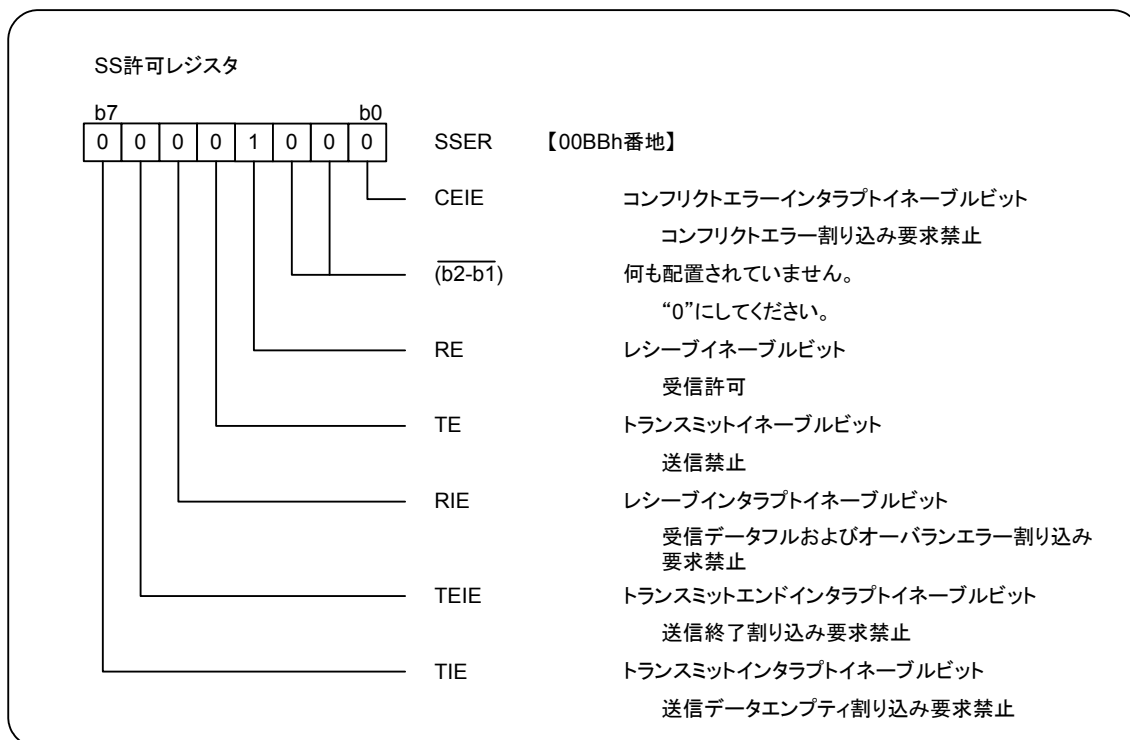 SS許可レジスタ
b7 b0
0 0 0 0 1 0 0 0 SSER 【00BBh番地】
CEIE コンフリクトエラーインタラプトイネーブルビット
コンフリクトエラー割り込み要求禁止
(b2-b1) 何も配置されていません。
“0”にしてください。
RE レシーブイネーブルビット
受信許可
TE トランスミットイネーブルビット
送信禁止
RIE レシーブインタラプトイネーブルビット
受信データフルおよびオーバランエラー割り込み
要求禁止
TEIE トランスミットエンドインタラプトイネーブルビット
送信終了割り込み要求禁止
TIE トランスミットインタラプトイネーブルビット
送信データエンプティ割り込み要求禁止